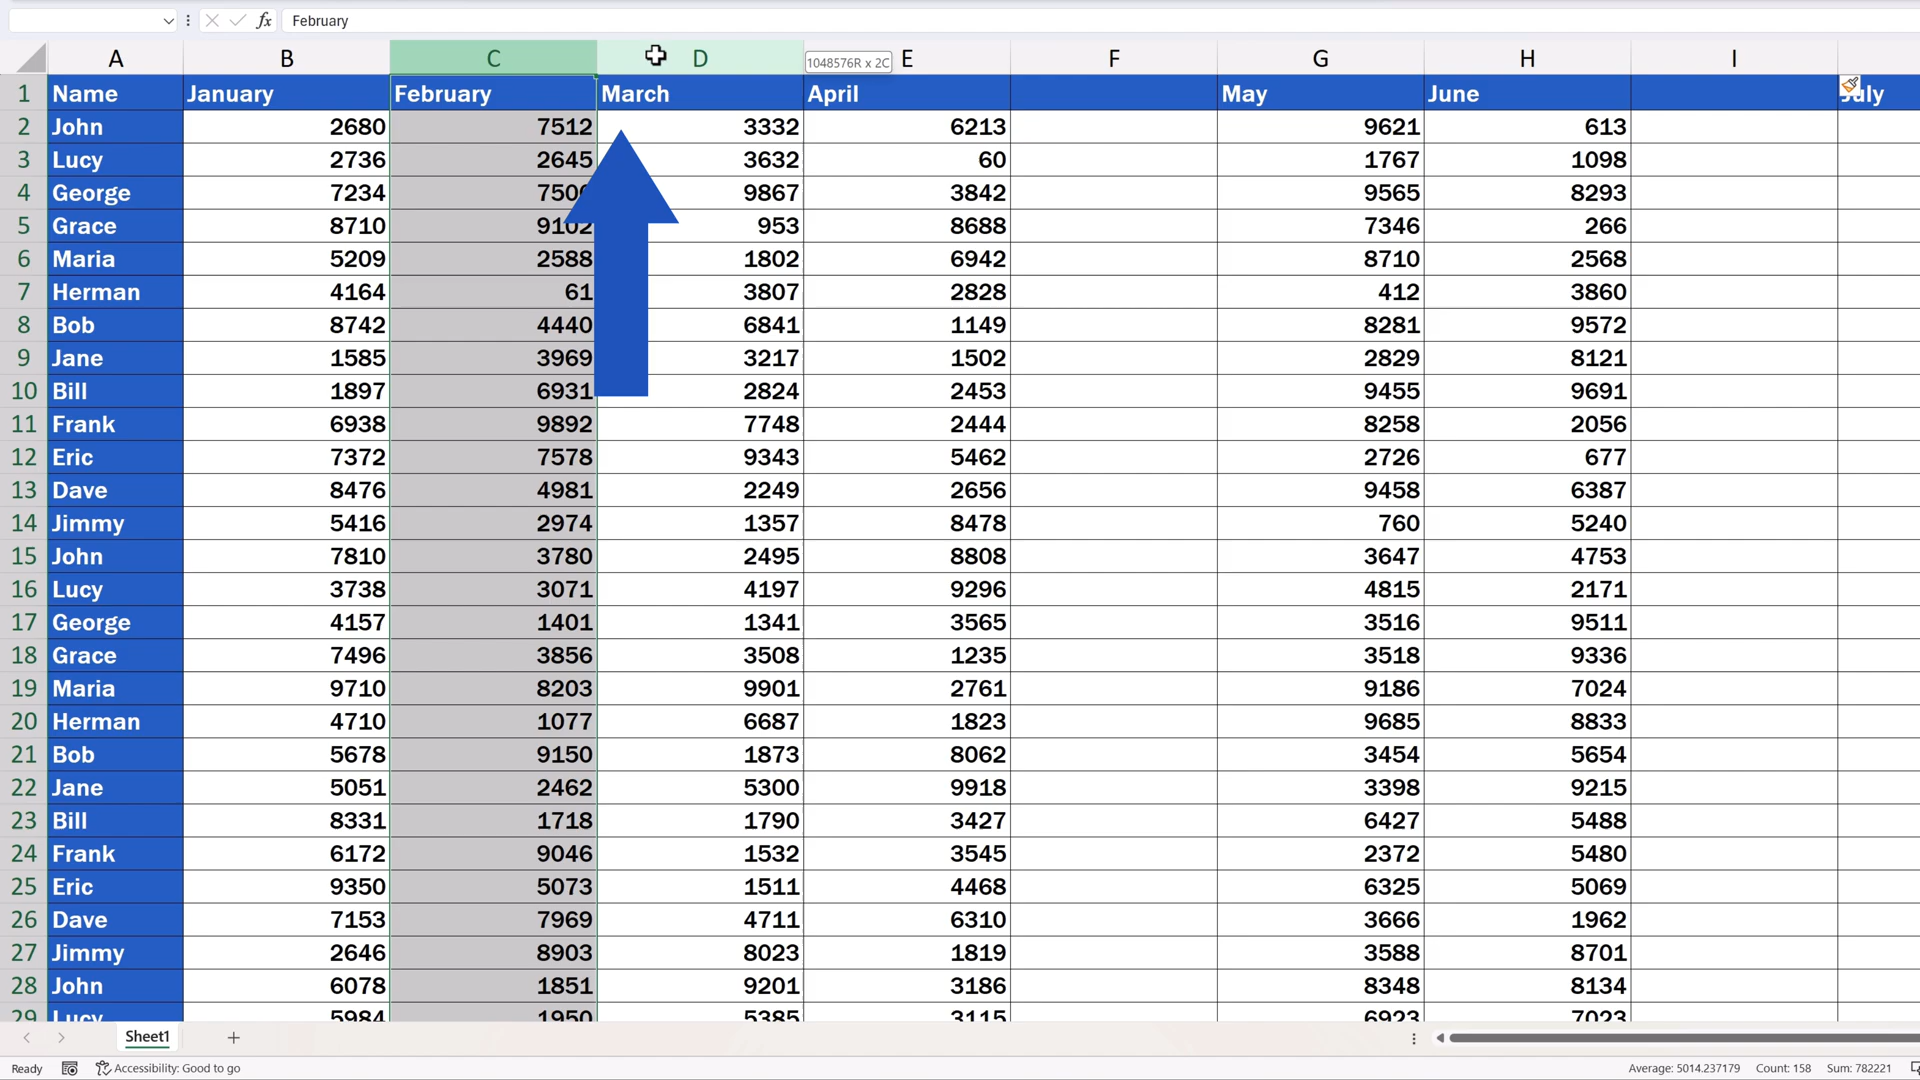 February
A B C D 1048576R x 2C E F G H I
1 Name January February March April May June July
2 John 2680 7512 3332 6213 9621 613
3 Lucy 2736 2645 3632 60 1767 1098
4 George 7234 7500 9867 3842 9565 8293
5 Grace 8710 9102 953 8688 7346 266
6 Maria 5209 2588 1802 6942 8710 2568
7 Herman 4164 61 3807 2828 412 3860
8 Bob 8742 4440 6841 1149 8281 9572
9 Jane 1585 3969 3217 1502 2829 8121
10 Bill 1897 6931 2824 2453 9455 9691
11 Frank 6938 9892 7748 2444 8258 2056
12 Eric 7372 7578 9343 5462 2726 677
13 Dave 8476 4981 2249 2656 9458 6387
14 Jimmy 5416 2974 1357 8478 760 5240
15 John 7810 3780 2495 8808 3647 4753
16 Lucy 3738 3071 4197 9296 4815 2171
17 George 4157 1401 1341 3565 3516 9511
18 Grace 7496 3856 3508 1235 3518 9336
19 Maria 9710 8203 9901 2761 9186 7024
20 Herman 4710 1077 6687 1823 9685 8833
21 Bob 5678 9150 1873 8062 3454 5654
22 Jane 5051 2462 5300 9918 3398 9215
23 Bill 8331 1718 1790 3427 6427 5488
24 Frank 6172 9046 1532 3545 2372 5480
25 Eric 9350 5073 1511 4468 6325 5069
26 Dave 7153 7969 4711 6310 3666 1962
27 Jimmy 2646 8903 8023 1819 3588 8701
28 John 6078 1851 9201 3186 8348 8134
29 Lucy 5984 1950 5385 3115 6923 7023
Sheet1
Ready Accessibility: Good to go Average: 5014.237179 Count: 158 Sum: 782221